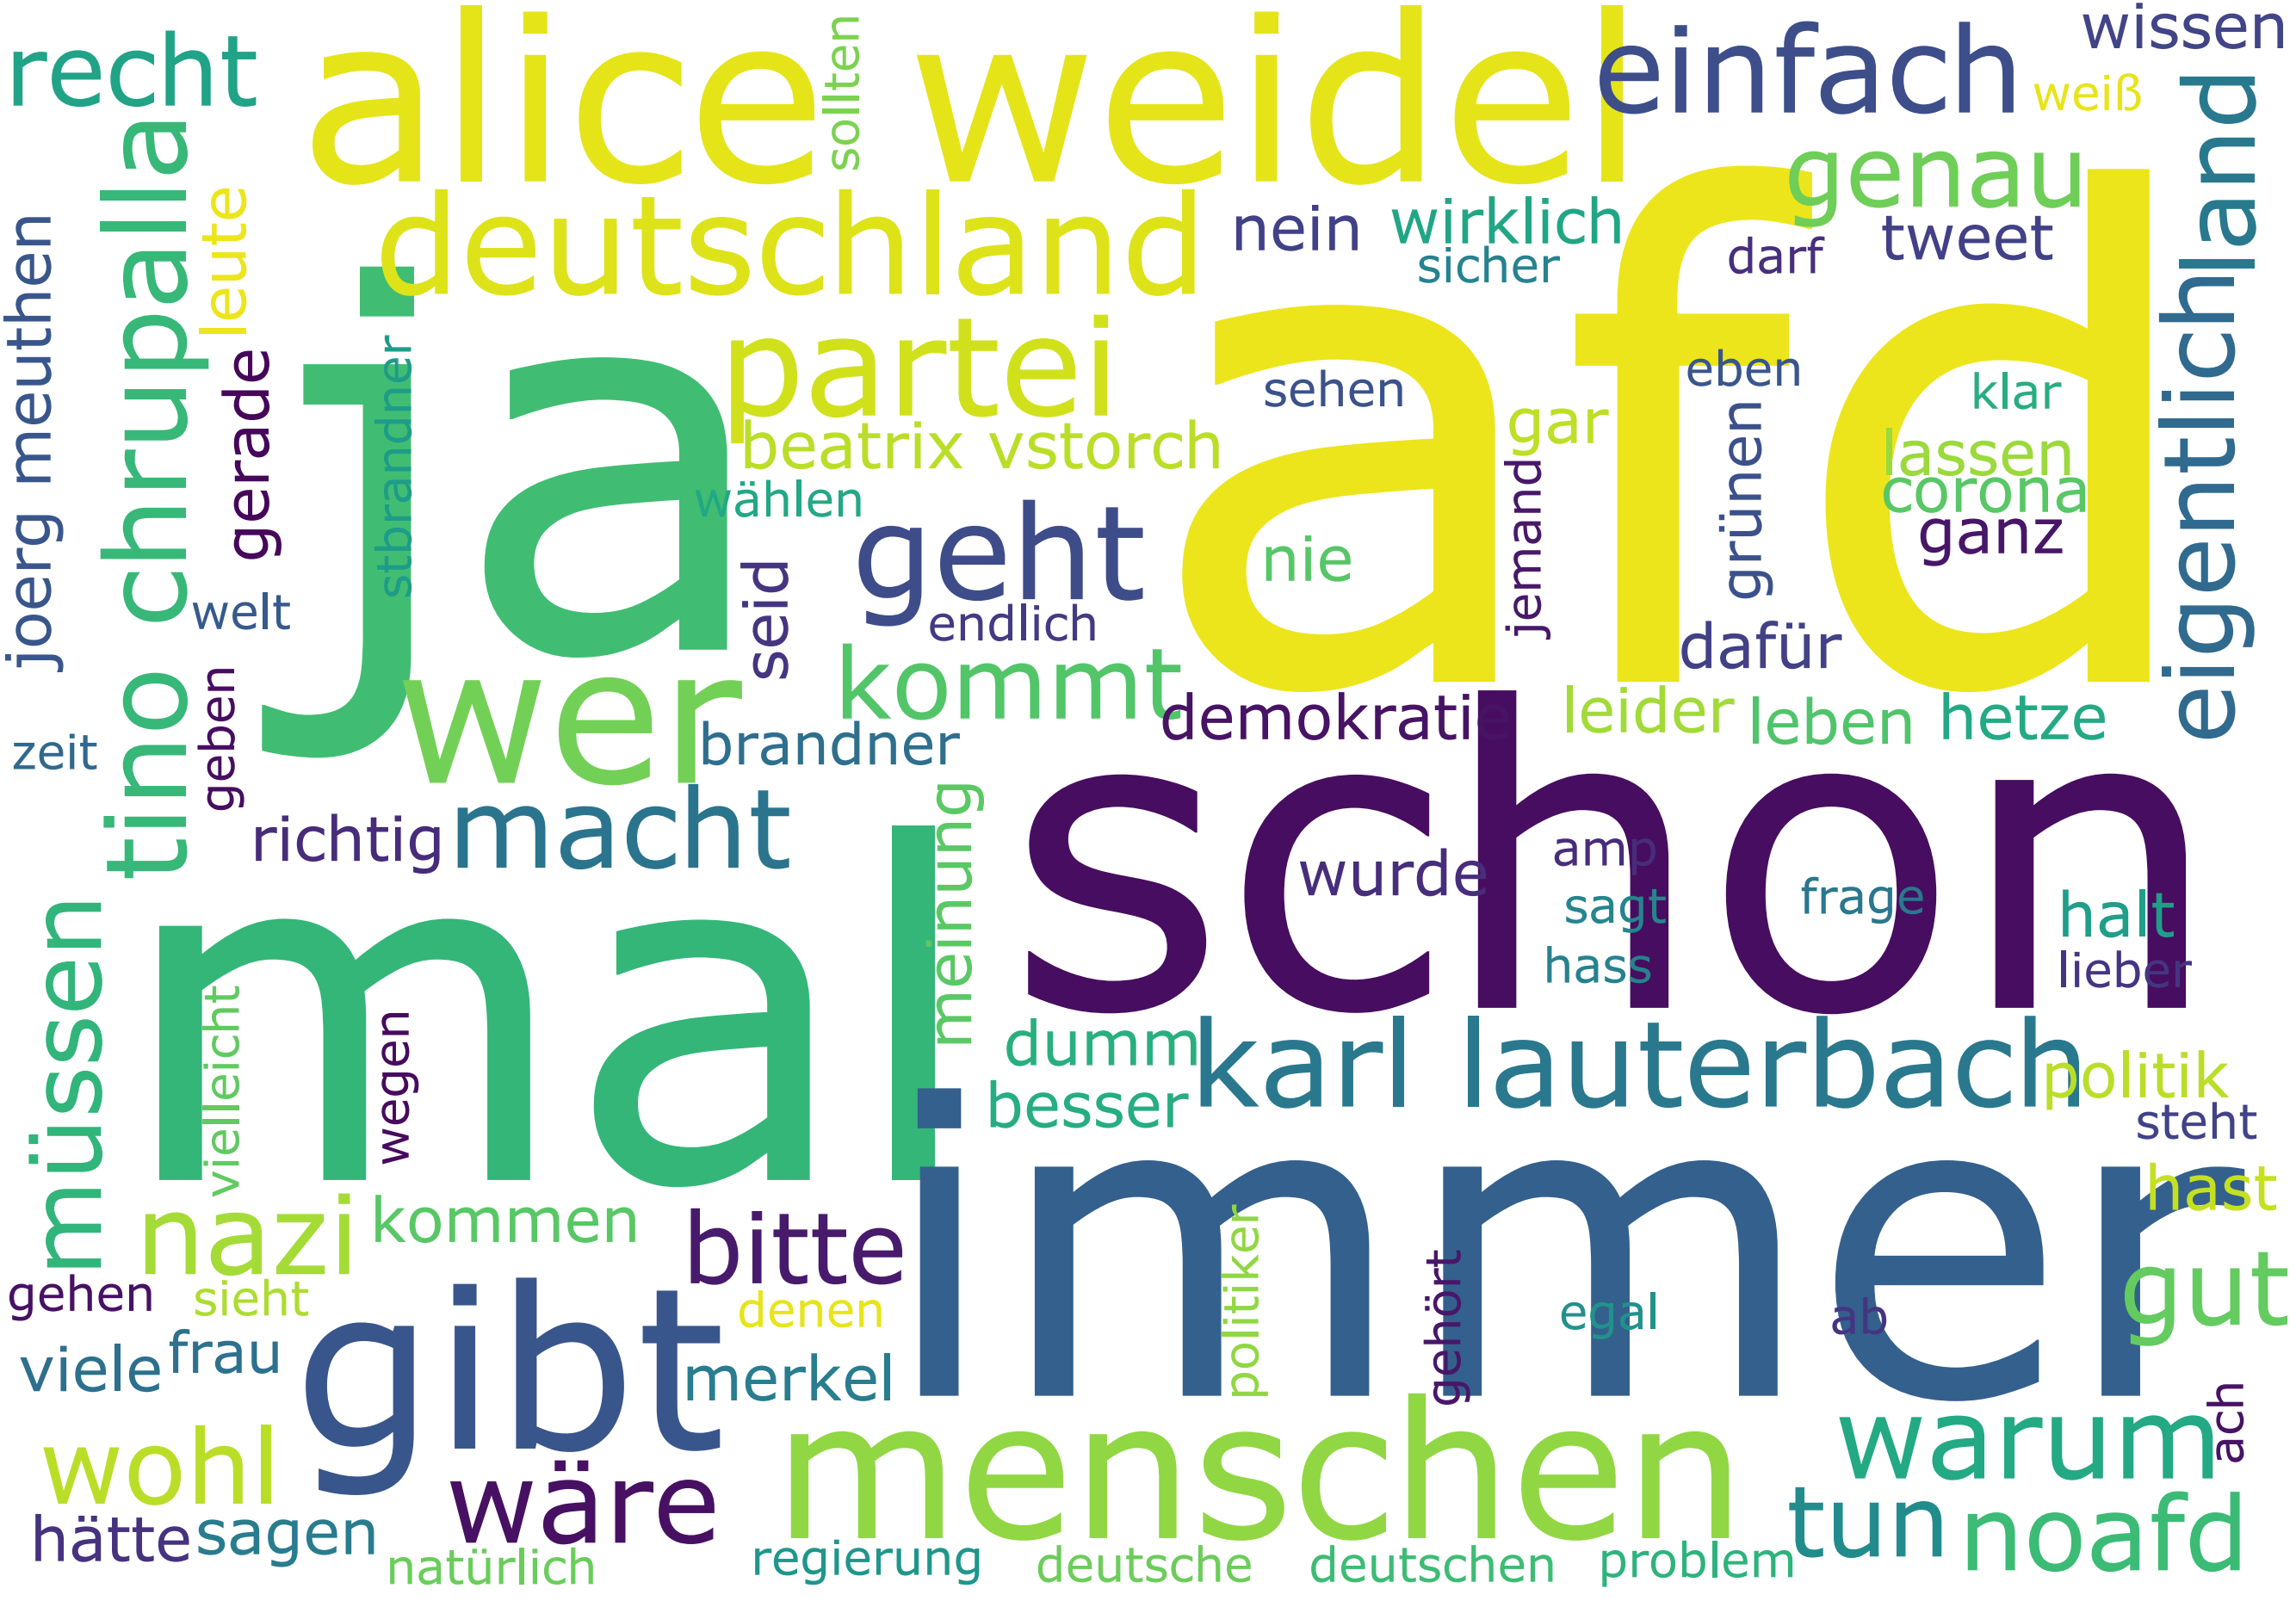 recht
alice weidel
sollten
einfach
wissen
weiß
tino chrupalla
leute
deutschland
nein
wirklich
sicher
genau
darf
tweet
eigentlich
land
joerg meuthen
gerade
ja
stbrandner
partei
beatrix vstorch
wählen
afd
sehen
eben
klar
gar
lassen
corona
ganz
grünen
jemand
nie
geht
endlich
seid
welt
kommt
dafür
wer
brandner
demokratie
leider
leben
hetze
zeit
geben
richtig
macht
meinung
schon
wurde
amp
sagt
hass
frage
halt
lieber
müssen
mal
vielleicht
wegen
dumm
besser
karl lauterbach
politik
steht
hast
nazi
kommen
bitte
immer
politiker
gehört
egal
ab
gut
gehen
sieht
denen
viele
frau
gibt
merkel
menschen
warum
ach
wohl
wäre
tun
noafd
hätte
sagen
natürlich
regierung
deutsche
deutschen
problem